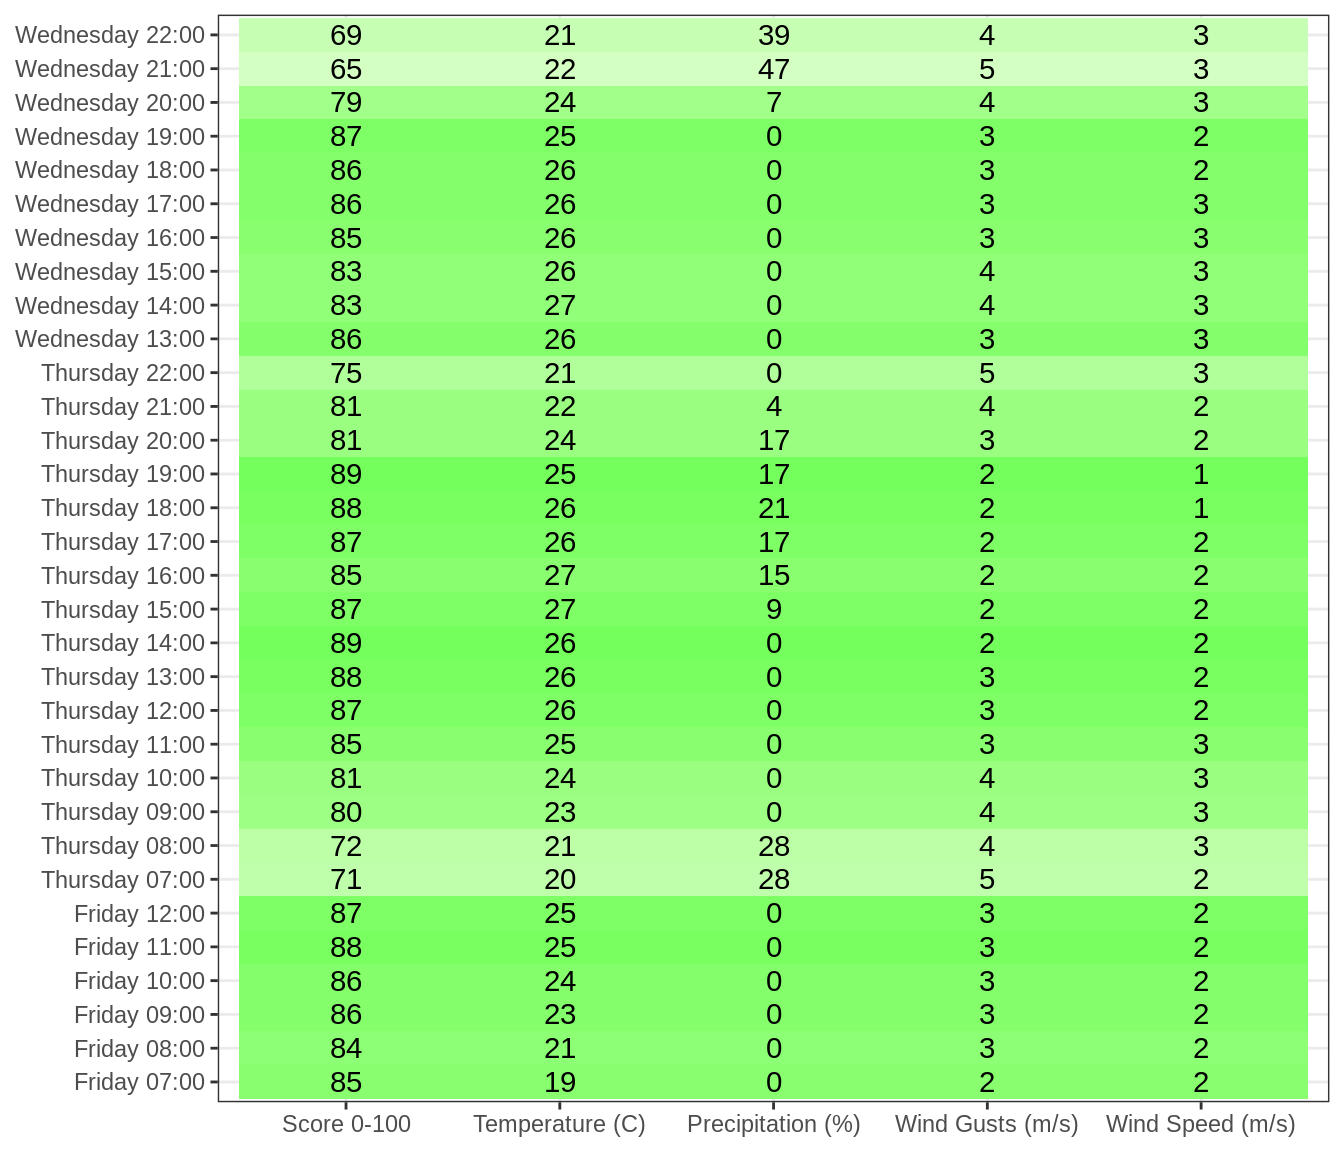 Wednesday 22:00 69 21 39 4 3
Wednesday 21:00 65 22 47 5 3
Wednesday 20:00 79 24 7 4 3
Wednesday 19:00 87 25 0 3 2
Wednesday 18:00 86 26 0 3 2
Wednesday 17:00 86 26 0 3 3
Wednesday 16:00 85 26 0 3 3
Wednesday 15:00 83 26 0 4 3
Wednesday 14:00 83 27 0 4 3
Wednesday 13:00 86 26 0 3 3
Thursday 22:00 75 21 0 5 3
Thursday 21:00 81 22 4 4 2
Thursday 20:00 81 24 17 3 2
Thursday 19:00 89 25 17 2 1
Thursday 18:00 88 26 21 2 1
Thursday 17:00 87 26 17 2 2
Thursday 16:00 85 27 15 2 2
Thursday 15:00 87 27 9 2 2
Thursday 14:00 89 26 0 2 2
Thursday 13:00 88 26 0 3 2
Thursday 12:00 87 26 0 3 2
Thursday 11:00 85 25 0 3 3
Thursday 10:00 81 24 0 4 3
Thursday 09:00 80 23 0 4 3
Thursday 08:00 72 21 28 4 3
Thursday 07:00 71 20 28 5 2
Friday 12:00 87 25 0 3 2
Friday 11:00 88 25 0 3 2
Friday 10:00 86 24 0 3 2
Friday 09:00 86 23 0 3 2
Friday 08:00 84 21 0 3 2
Friday 07:00 85 19 0 2 2
Score 0-100 Temperature (C) Precipitation (%) Wind Gusts (m/s) Wind Speed (m/s)